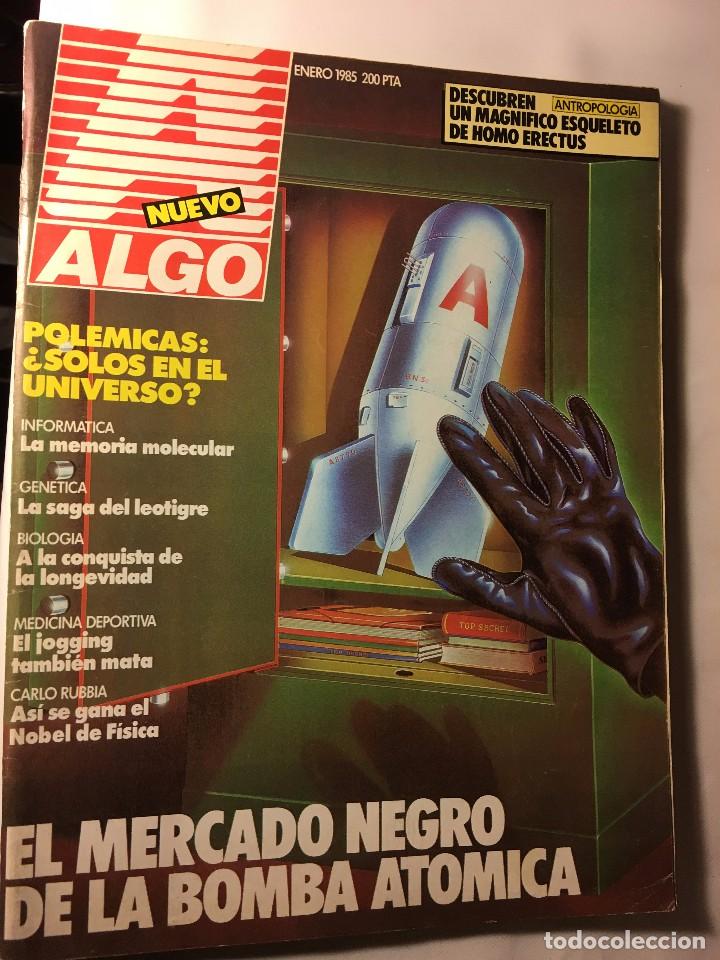 ENERO 1985 200 PTA
DESCUBREN ANTROPOLOGIA
UN MAGNIFICO ESQUELETO
DE HOMO ERECTUS
NUEVO
ALGO
POLEMICAS:
¿SOLOS EN EL
UNIVERSO?
INFORMATICA
La memoria molecular
GENETICA
La saga del leotigre
BIOLOGIA
A la conquista de
la longevidad
MEDICINA DEPORTIVA
El jogging
también mata
CARLO RUBBIA
Así se gana el
Nobel de Física
A
TOP SECRET
EL MERCADO NEGRO
DE LA BOMBA ATOMICA
todocoleccion.net